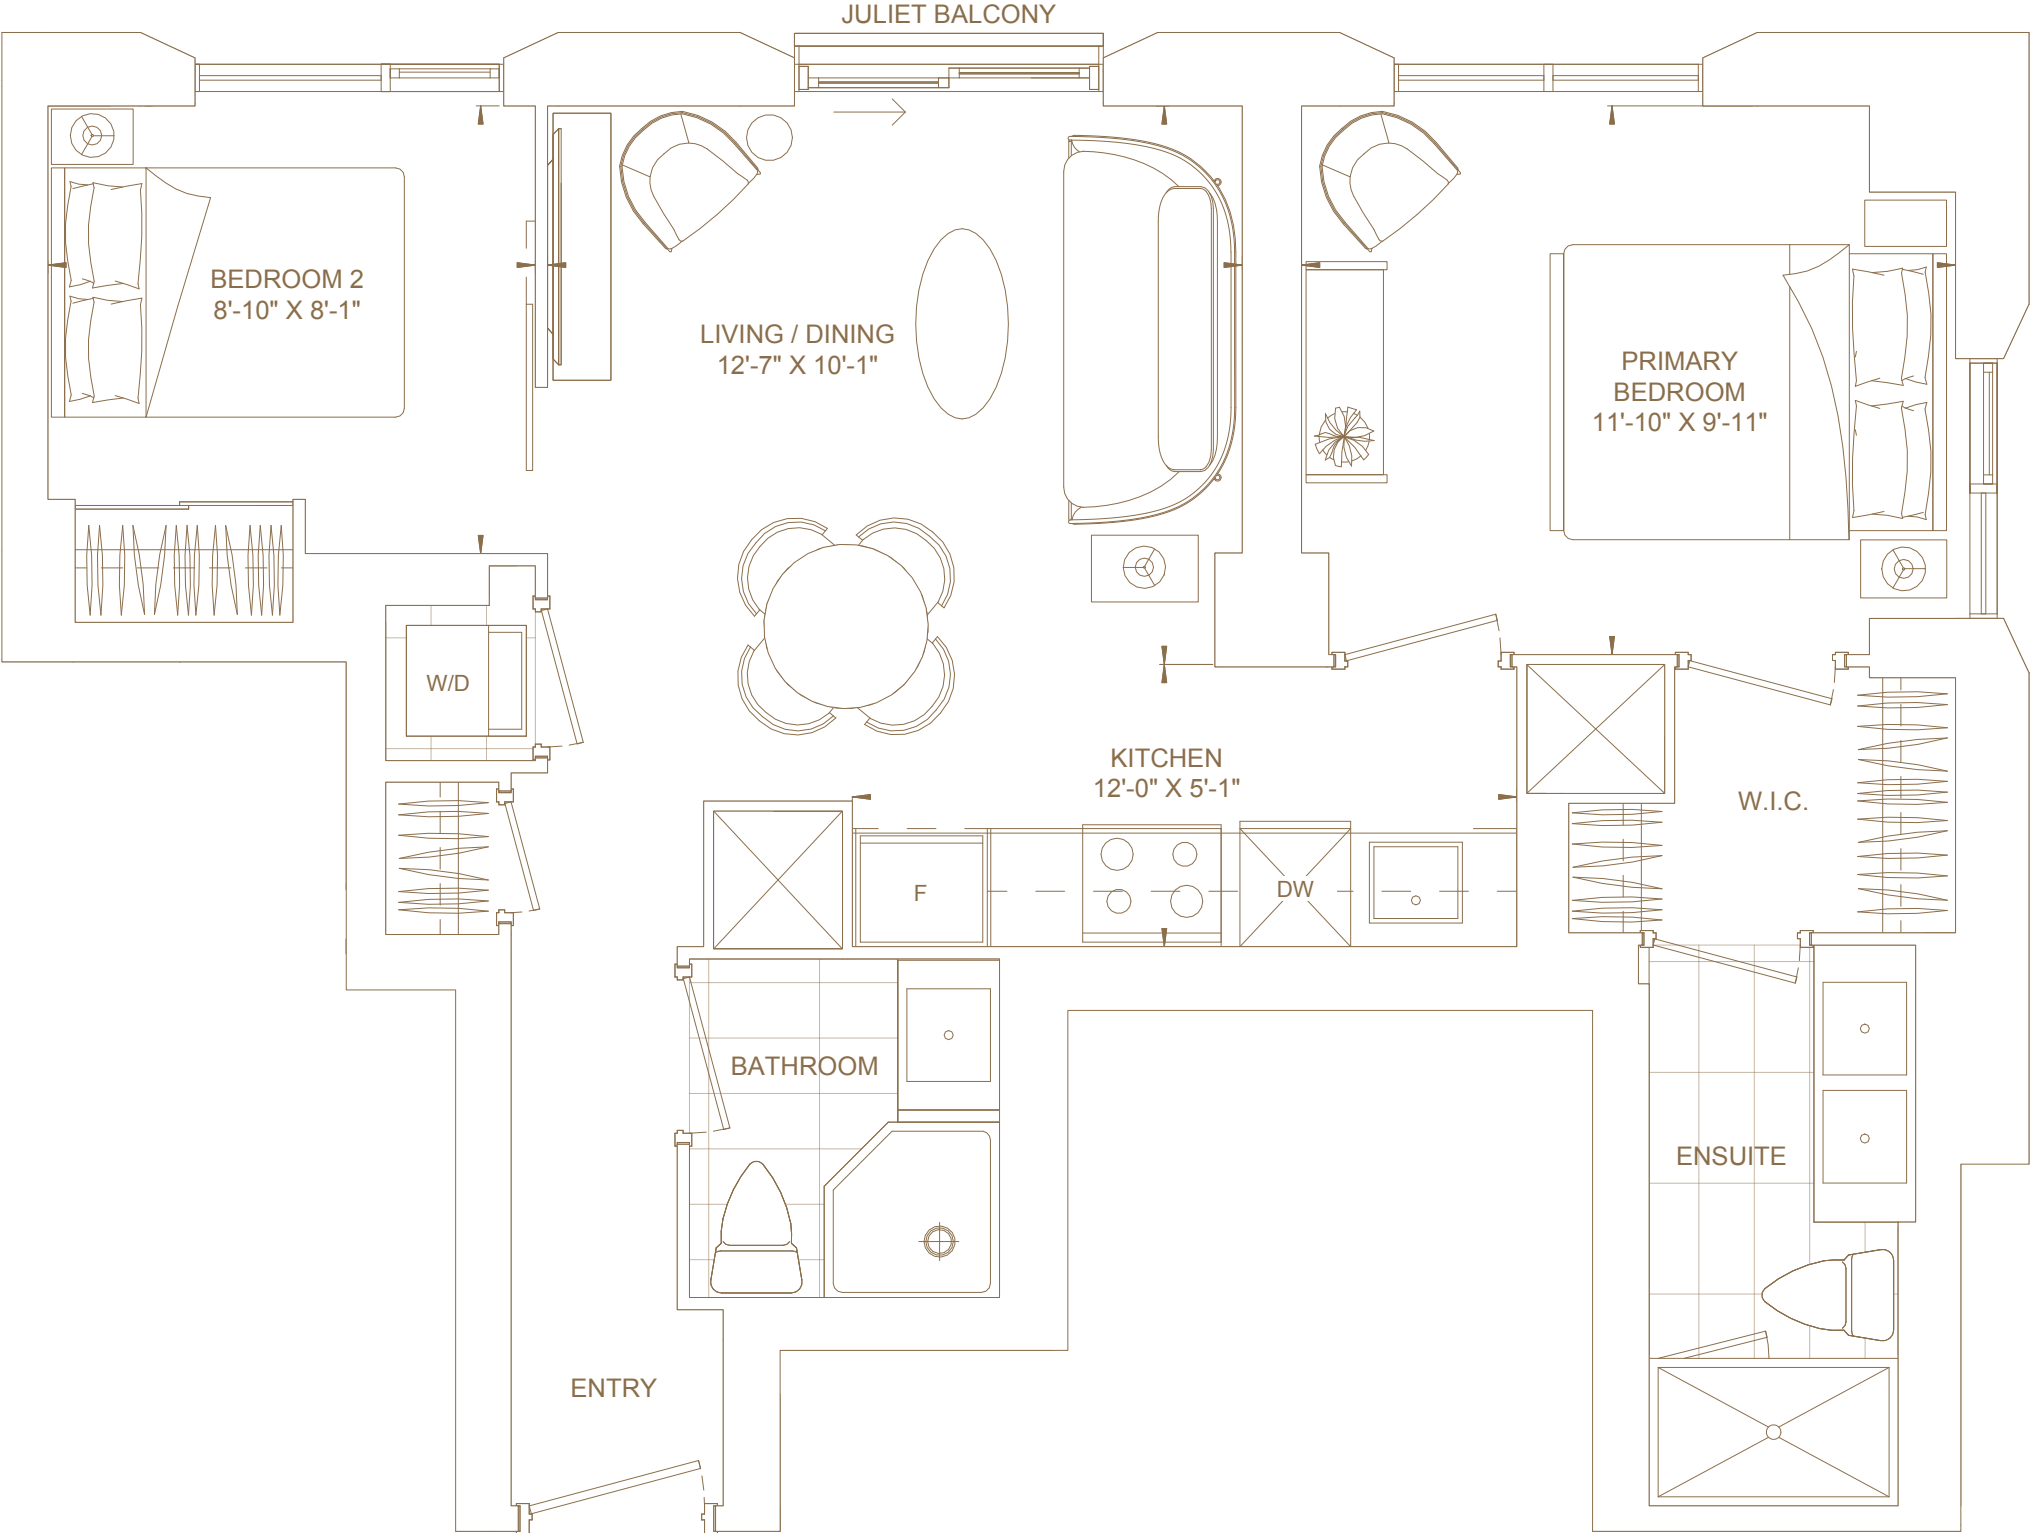 JULIET BALCONY
BEDROOM 2
8'-10" X 8'-1"
LIVING / DINING
12'-7" X 10'-1"
PRIMARY
BEDROOM
11'-10" X 9'-11"
W/D
KITCHEN
12'-0" X 5'-1"
W.I.C.
F
DW
BATHROOM
ENSUITE
ENTRY